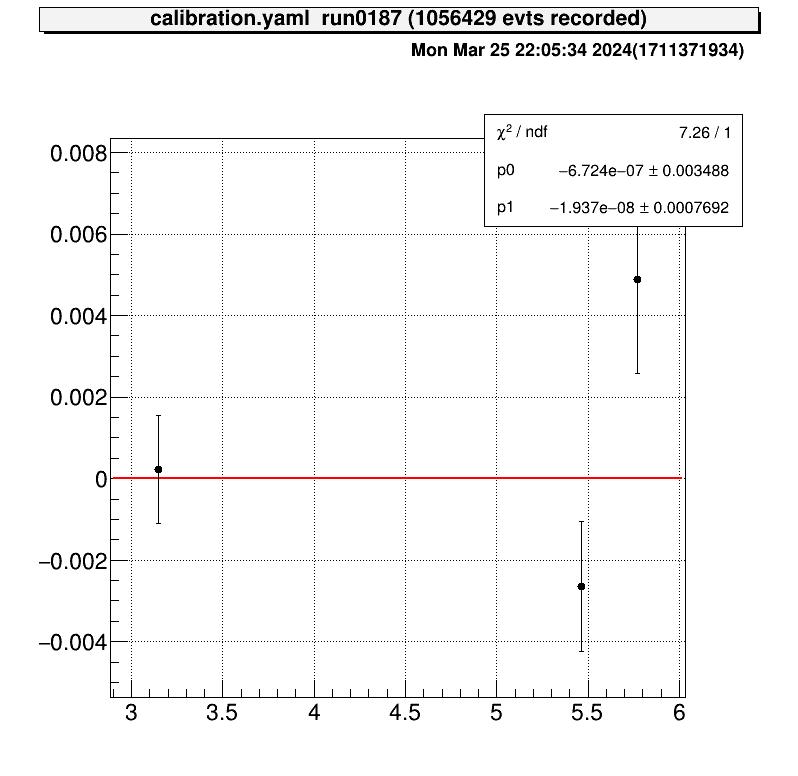 calibration.yaml  run0187 (1056429 evts recorded)
Mon Mar 25 22:05:34 2024(1711371934)
χ² / ndf 7.26 / 1
p0 −6.724e−07 ± 0.003488
p1 −1.937e−08 ± 0.0007692
0.008
0.006
0.004
0.002
0
−0.002
−0.004
3 3.5 4 4.5 5 5.5 6